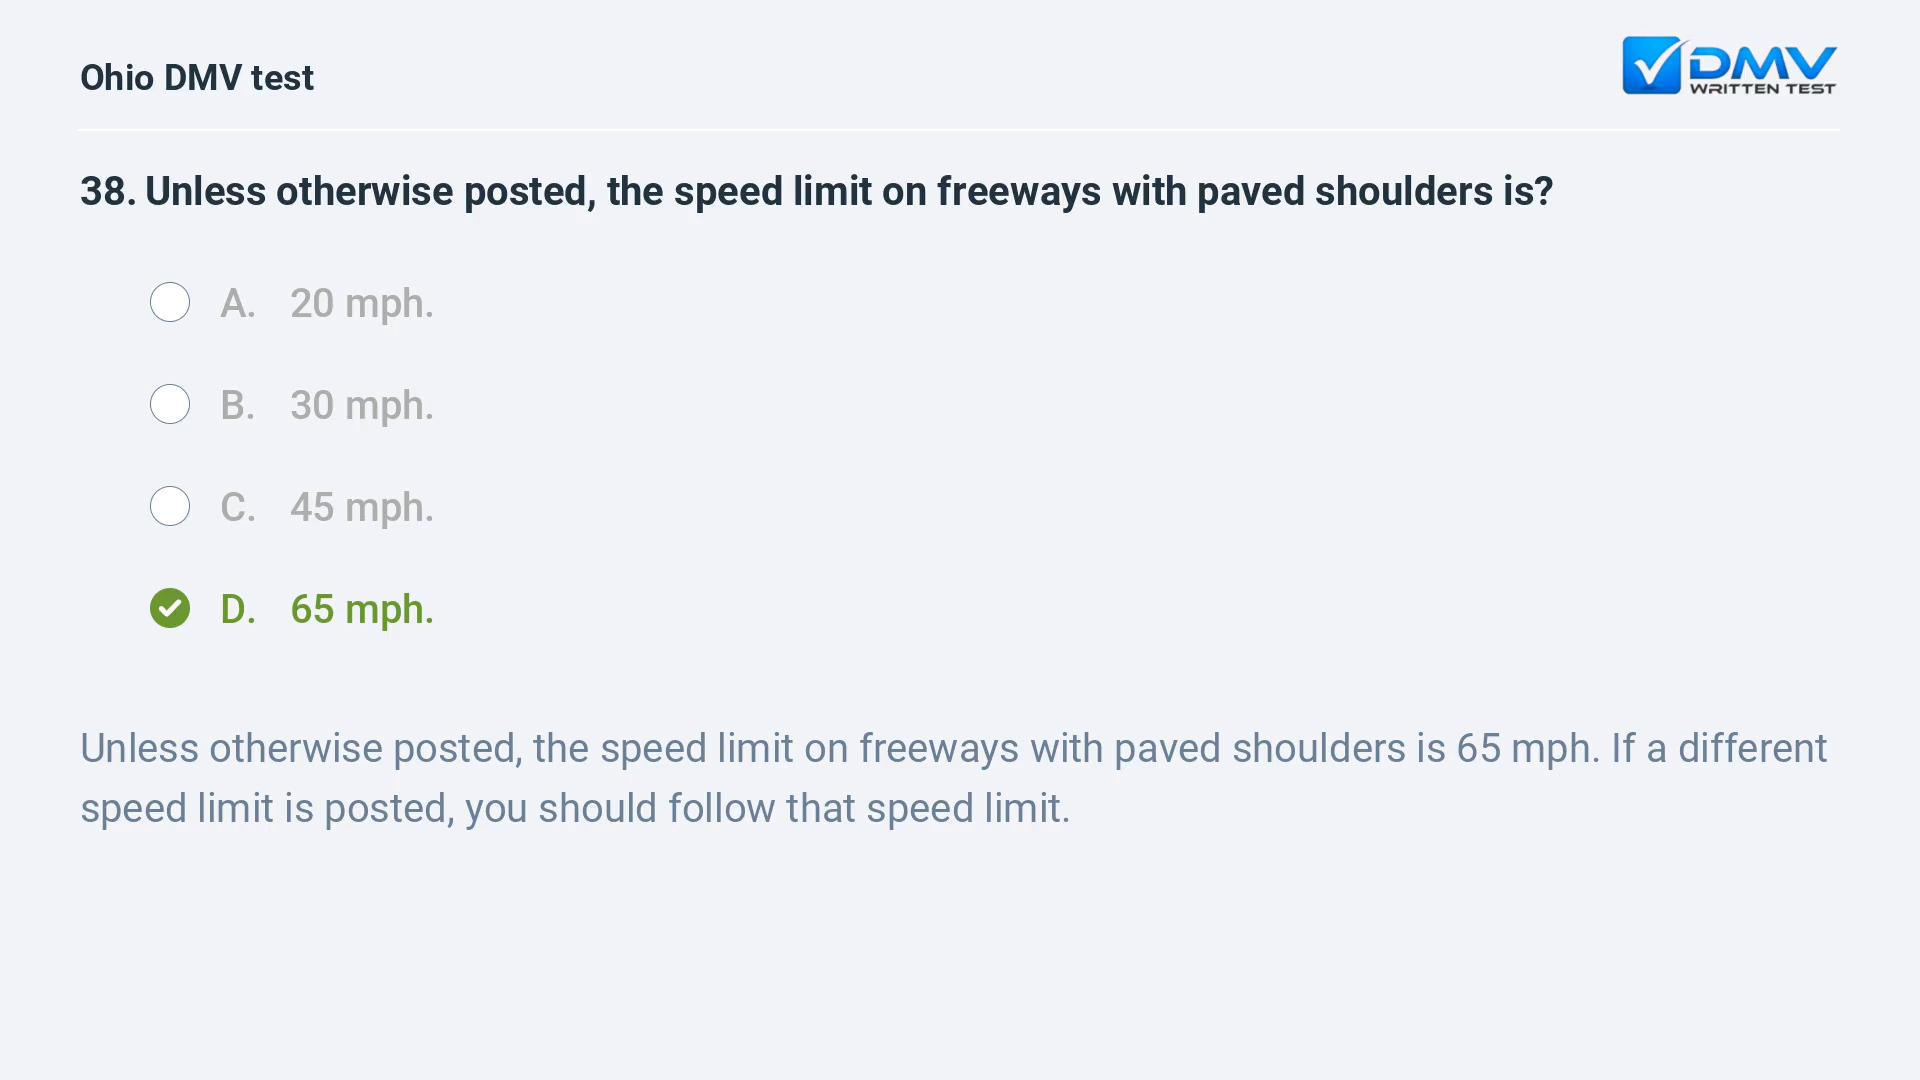 Ohio DMV test
DMV
WRITTEN TEST
38. Unless otherwise posted, the speed limit on freeways with paved shoulders is?
A. 20 mph.
B. 30 mph.
C. 45 mph.
D. 65 mph.
Unless otherwise posted, the speed limit on freeways with paved shoulders is 65 mph. If a different
speed limit is posted, you should follow that speed limit.